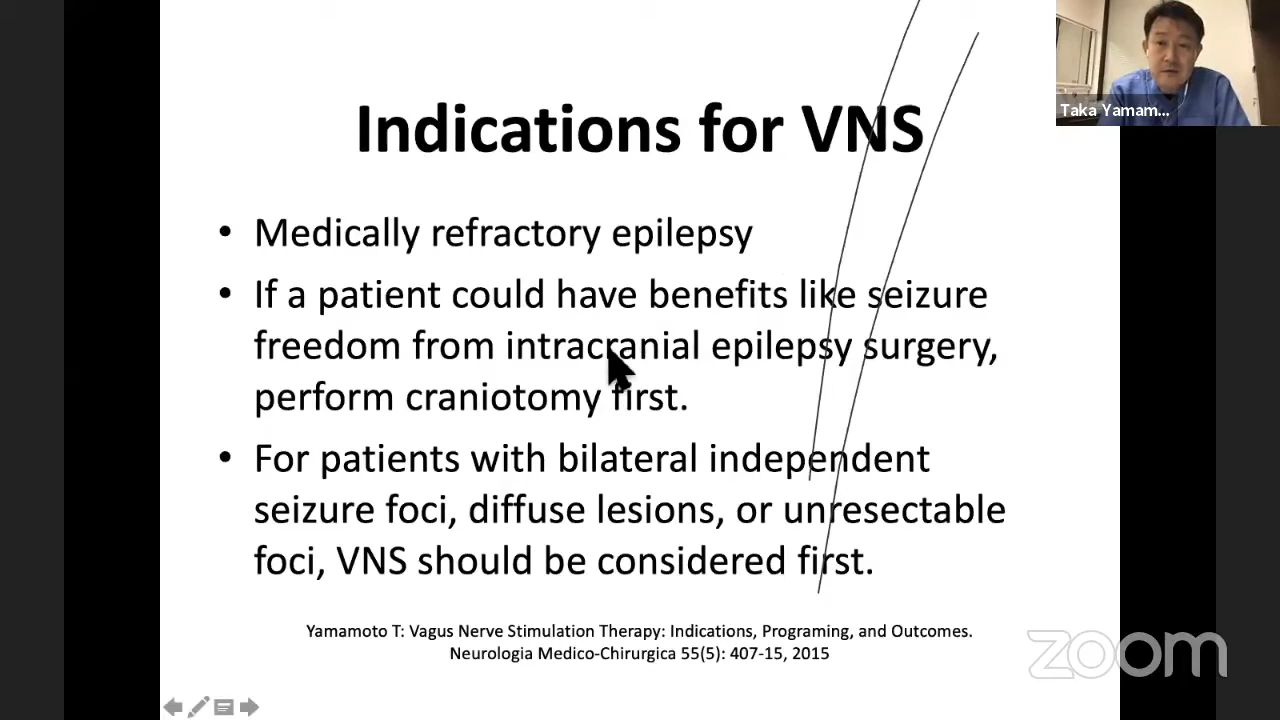 Taka Yamam...
Indications for VNS
• Medically refractory epilepsy
• If a patient could have benefits like seizure
freedom from intracranial epilepsy surgery,
perform craniotomy first.
• For patients with bilateral independent
seizure foci, diffuse lesions, or unresectable
foci, VNS should be considered first.
Yamamoto T: Vagus Nerve Stimulation Therapy: Indications, Programing, and Outcomes.
Neurologia Medico-Chirurgica 55(5): 407-15, 2015
zoom